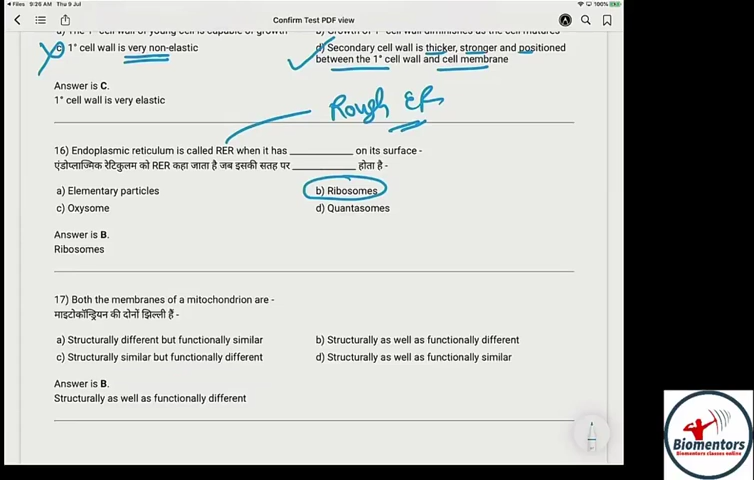 Files 9:26 AM Thu 9 Jul
100%
Confirm Test PDF view
c) 1° cell wall is very non-elastic
d) Secondary cell wall is thicker, stronger and positioned
between the 1° cell wall and cell membrane
Answer is C.
1° cell wall is very elastic
Rough ER
16) Endoplasmic reticulum is called RER when it has ____________ on its surface -
एंडोप्लाज्मिक रेटिकुलम को RER कहा जाता है जब इसकी सतह पर ____________ होता है -
a) Elementary particles
b) Ribosomes
c) Oxysome
d) Quantasomes
Answer is B.
Ribosomes
17) Both the membranes of a mitochondrion are -
माइटोकॉन्ड्रियन की दोनों झिल्ली हैं -
a) Structurally different but functionally similar
b) Structurally as well as functionally different
c) Structurally similar but functionally different
d) Structurally as well as functionally similar
Answer is B.
Structurally as well as functionally different
Biomentors
Biomentors classes online